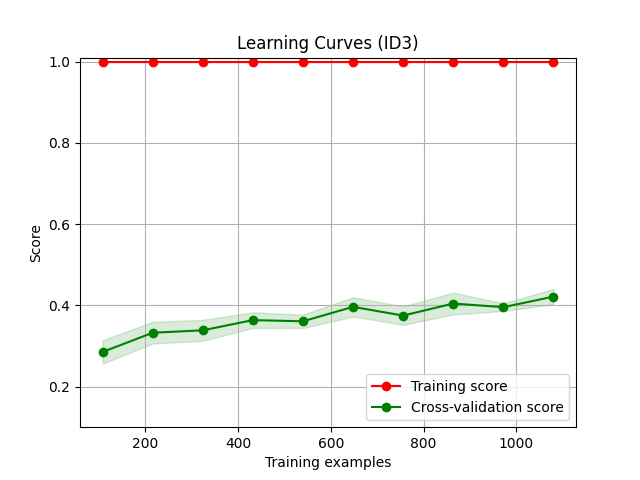 Learning Curves (ID3)
1.0
0.8
0.6
0.4
0.2
Score
200
400
600
800
1000
Training examples
Training score
Cross-validation score